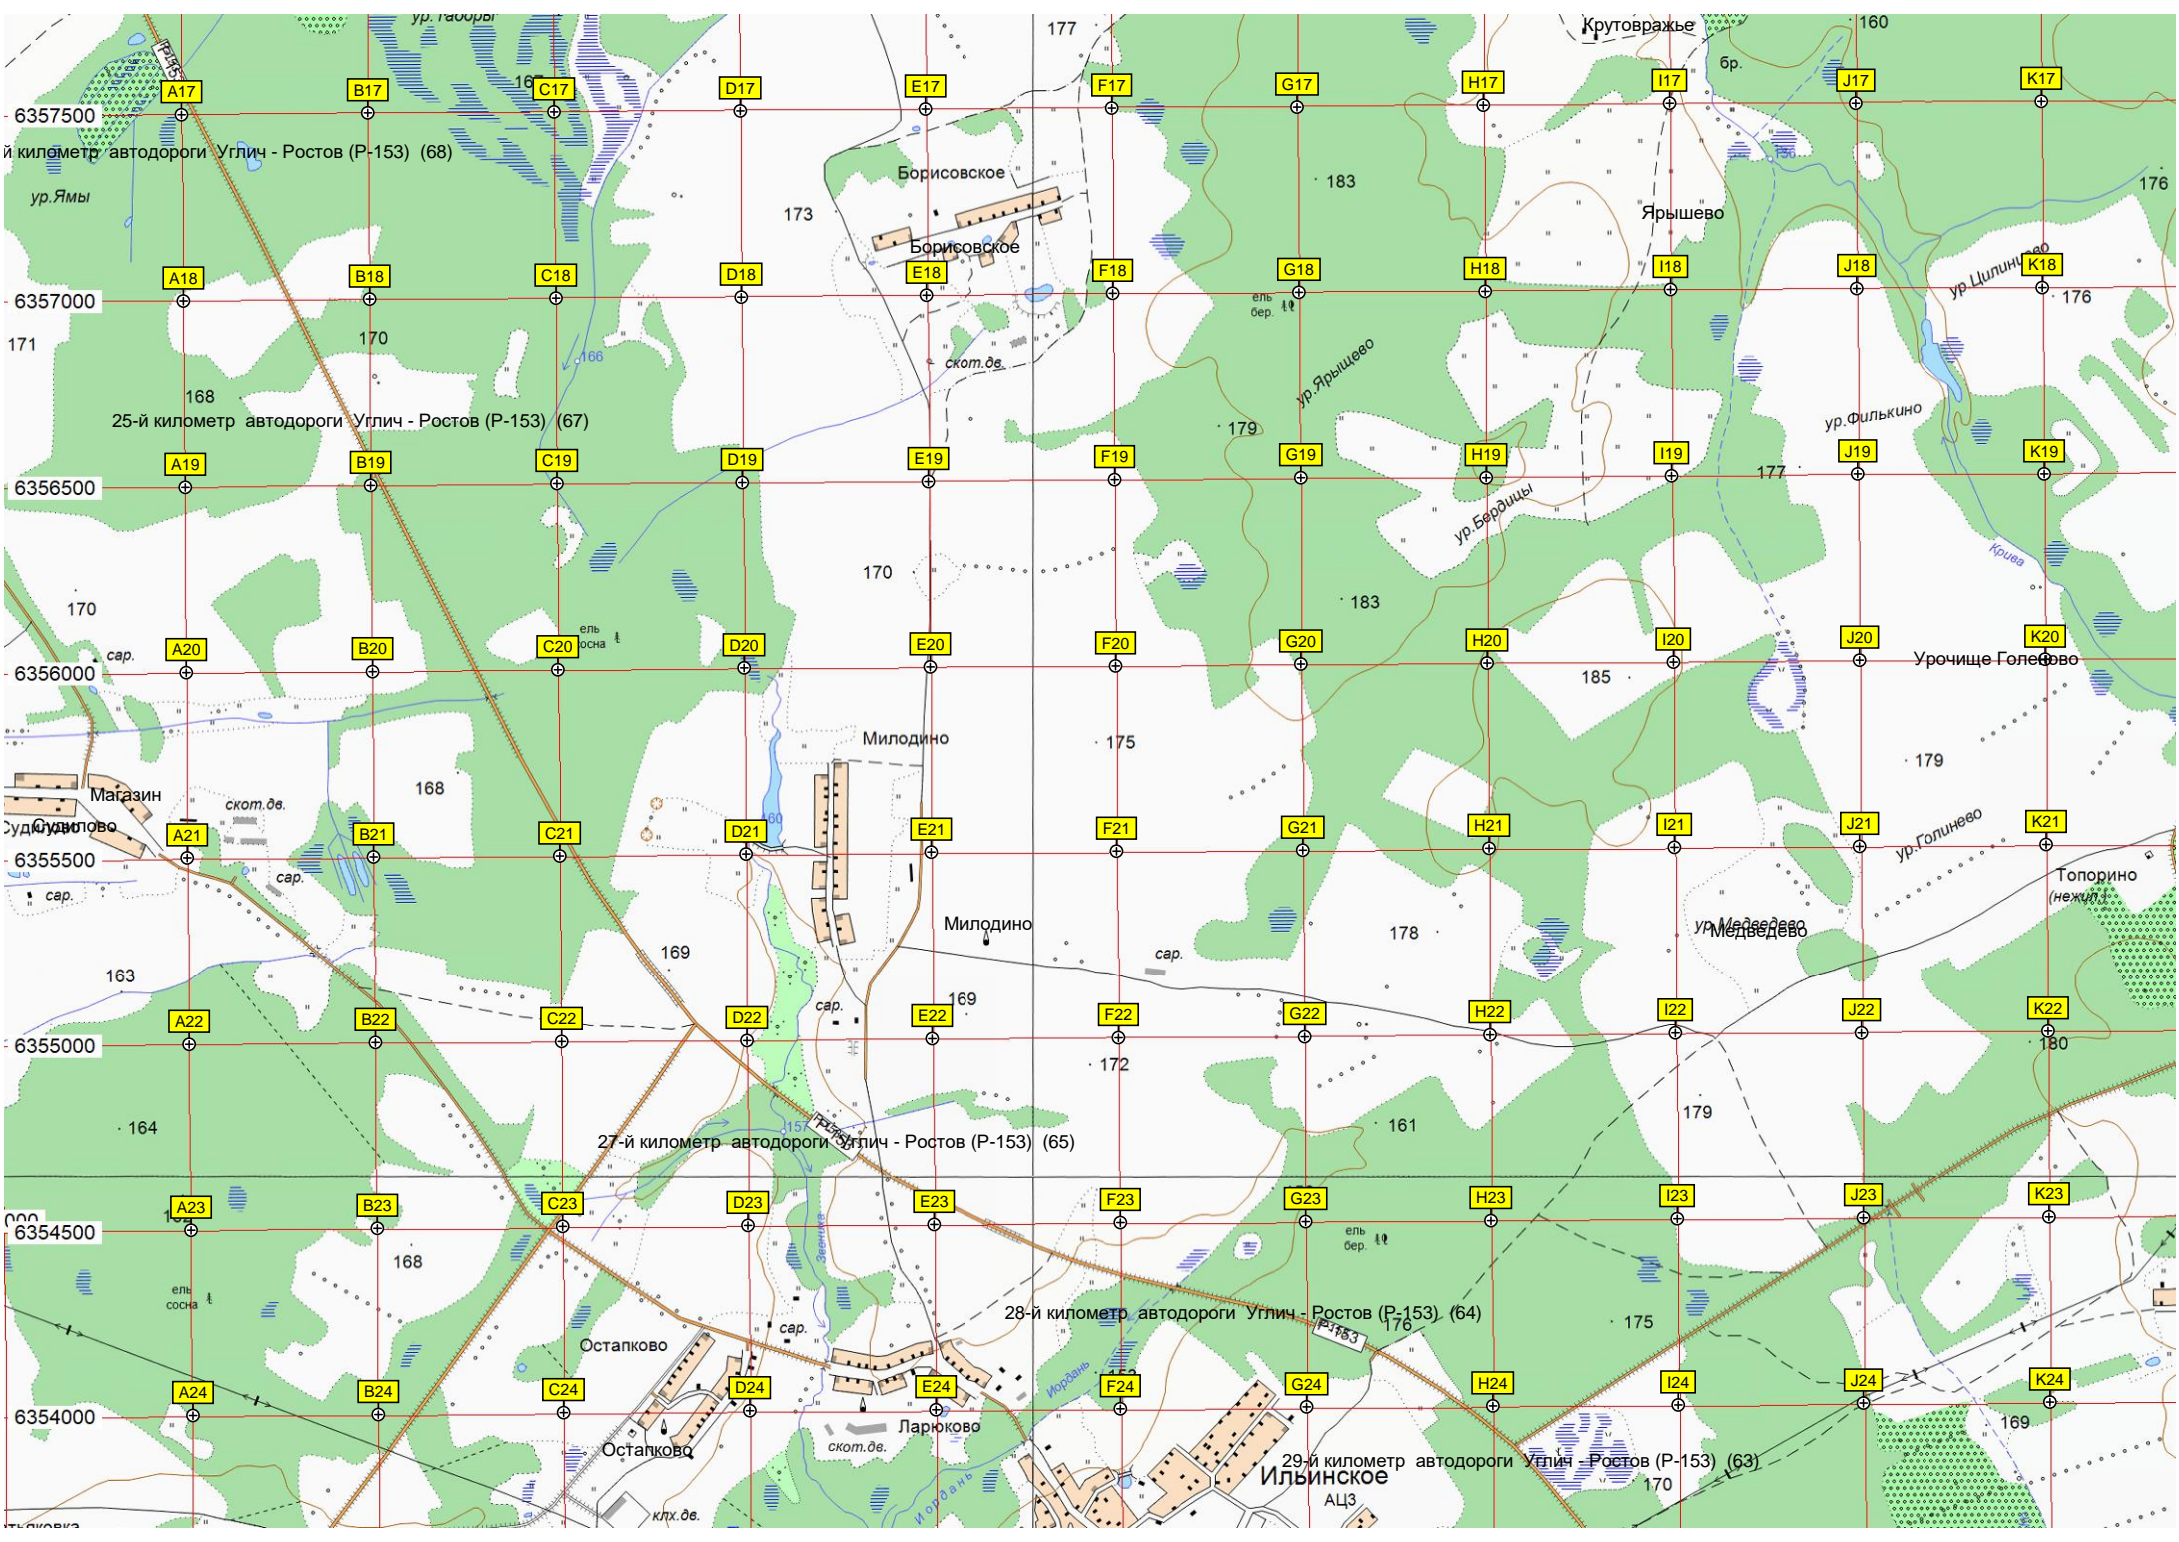 ур. Таборы
177
Крутовражье
160
бр.
A17
B17
C17
D17
E17
F17
G17
H17
I17
J17
K17
6357500
й километр автодороги Углич - Ростов (Р-153) (68)
ур.Ямы
Борисовское
173
183
Ярышево
176
Борисовское
A18
B18
C18
D18
E18
F18
G18
H18
I18
J18
K18
6357000
ель
бер.
176
171
170
166
скот.дв.
ур.Ярыщево
168
25-й километр автодороги Углич - Ростов (Р-153) (67)
179
ур.Филькино
A19
B19
C19
D19
E19
F19
G19
H19
I19
J19
K19
6356500
177
ур.Бердицы
Крива
170
170
183
ель
сар.
A20
B20
C20
D20
E20
F20
G20
H20
I20
J20
K20
6356000
185
Урочище Голеново
Милодино
175
179
168
Магазин
скот.дв.
Судилово
A21
B21
C21
D21
E21
F21
G21
H21
I21
J21
K21
6355500
ур.Голинево
сар.
сар.
Топорино
(нежил.)
Милодино
178
ур.Медведево
Медведево
169
сар.
163
169
сар.
A22
B22
C22
D22
E22
F22
G22
H22
I22
J22
K22
6355000
180
172
179
164
161
157
27-й километр автодороги Углич - Ростов (Р-153) (65)
A23
B23
C23
D23
E23
F23
G23
H23
I23
J23
K23
6354500
Звениха
168
ель
бер.
ель
сосна
28-й километр автодороги Углич - Ростов (Р-153) (64)
176
175
Р-153
сар.
Остапково
Иордань
A24
B24
C24
D24
E24
F24
G24
H24
I24
J24
K24
6354000
169
Ларюково
Остапково
скот.дв.
29-й километр автодороги Углич - Ростов (Р-153) (63)
Ильинское
170
АЦЗ
Иордань
клх.дв.